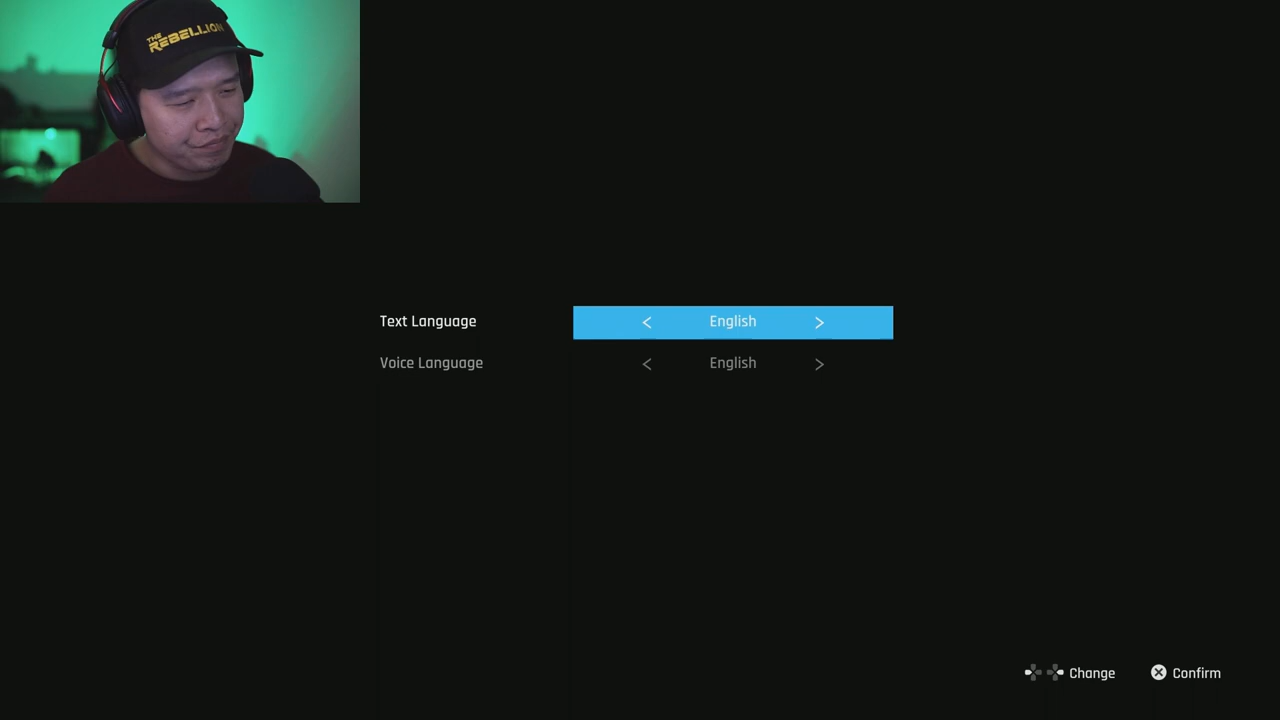 THE
REBELLION
Text Language < English >
Voice Language < English >
Change Confirm